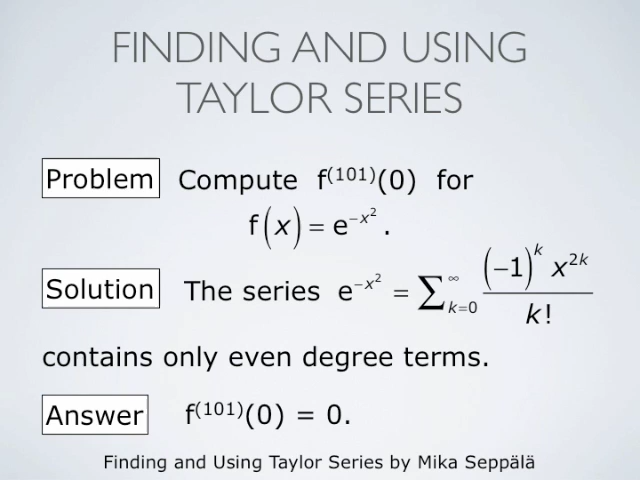 FINDING AND USING
TAYLOR SERIES
Problem Compute f⁽¹⁰¹⁾(0) for
f(x) = e^{-x²}.
Solution The series e^{-x²} = ∑_{k=0}^{∞} \frac{(-1)^k x^{2k}}{k!}
contains only even degree terms.
Answer f⁽¹⁰¹⁾(0) = 0.
Finding and Using Taylor Series by Mika Seppälä